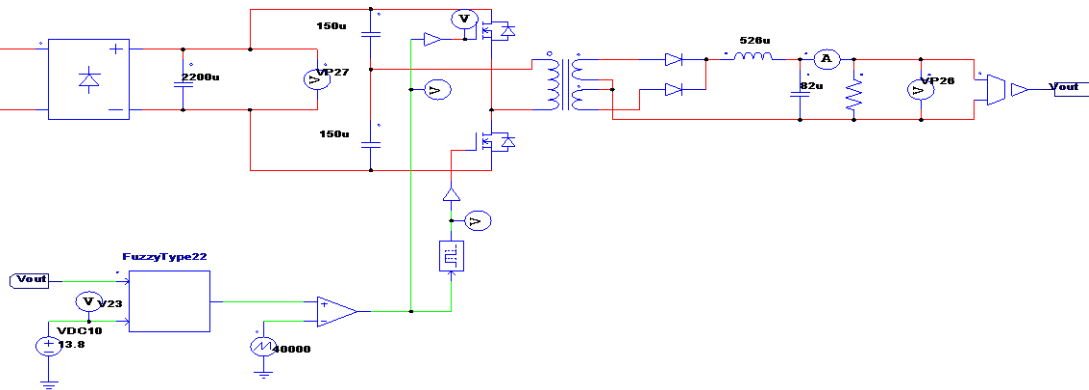 150u
V
526u
2200u
VP27
V
A
82u
VP26
V
Vout
V
150u
V
FuzzyType22
Vout
V
V23
VDC10
13.8
40000